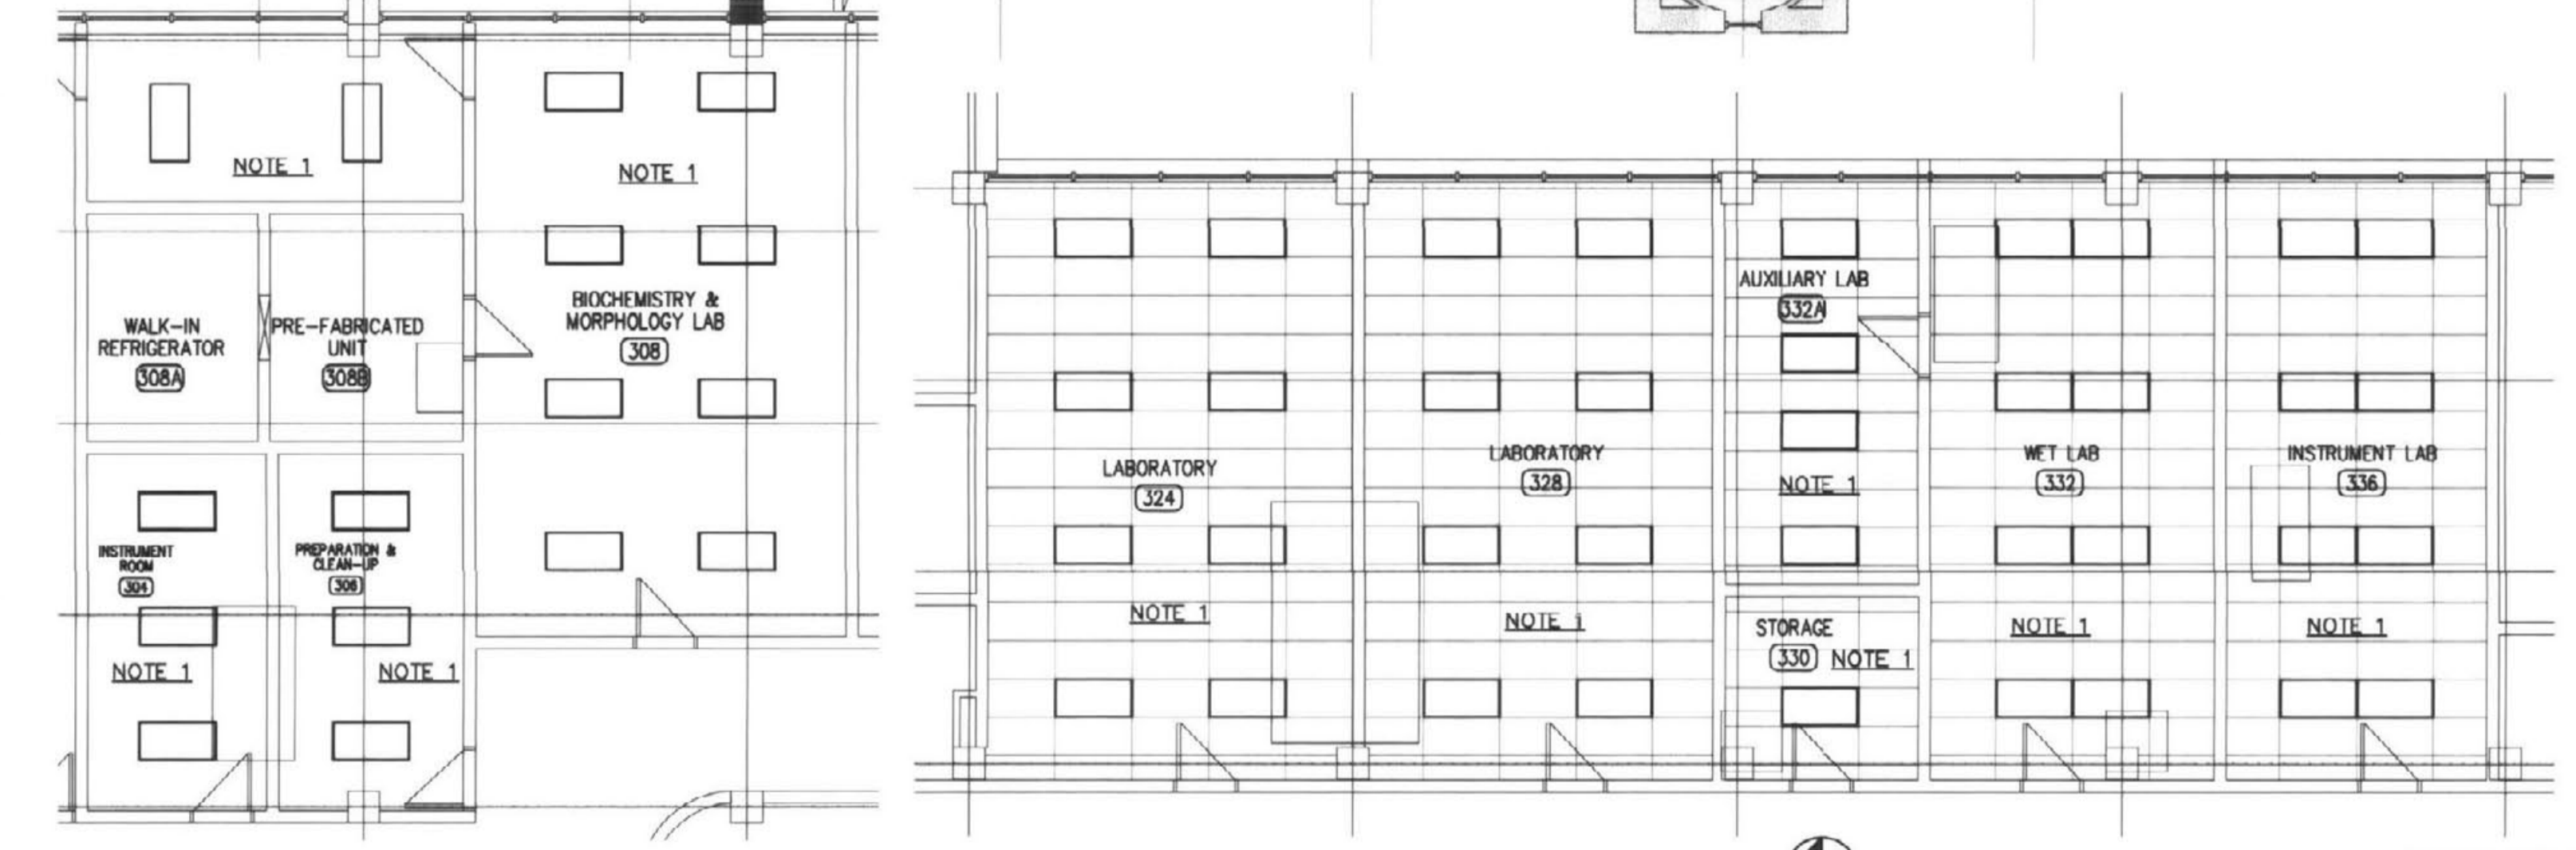 NOTE 1
NOTE 1
BIOCHEMISTRY &
MORPHOLOGY LAB
308
WALK-IN
REFRIGERATOR
308A
PRE-FABRICATED
UNIT
308B
INSTRUMENT
ROOM
304
PREPARATION &
CLEAN-UP
306
NOTE 1
NOTE 1
LABORATORY
324
NOTE 1
LABORATORY
328
NOTE 1
AUXILIARY LAB
332A
NOTE 1
STORAGE
330 NOTE 1
WET LAB
332
NOTE 1
INSTRUMENT LAB
336
NOTE 1